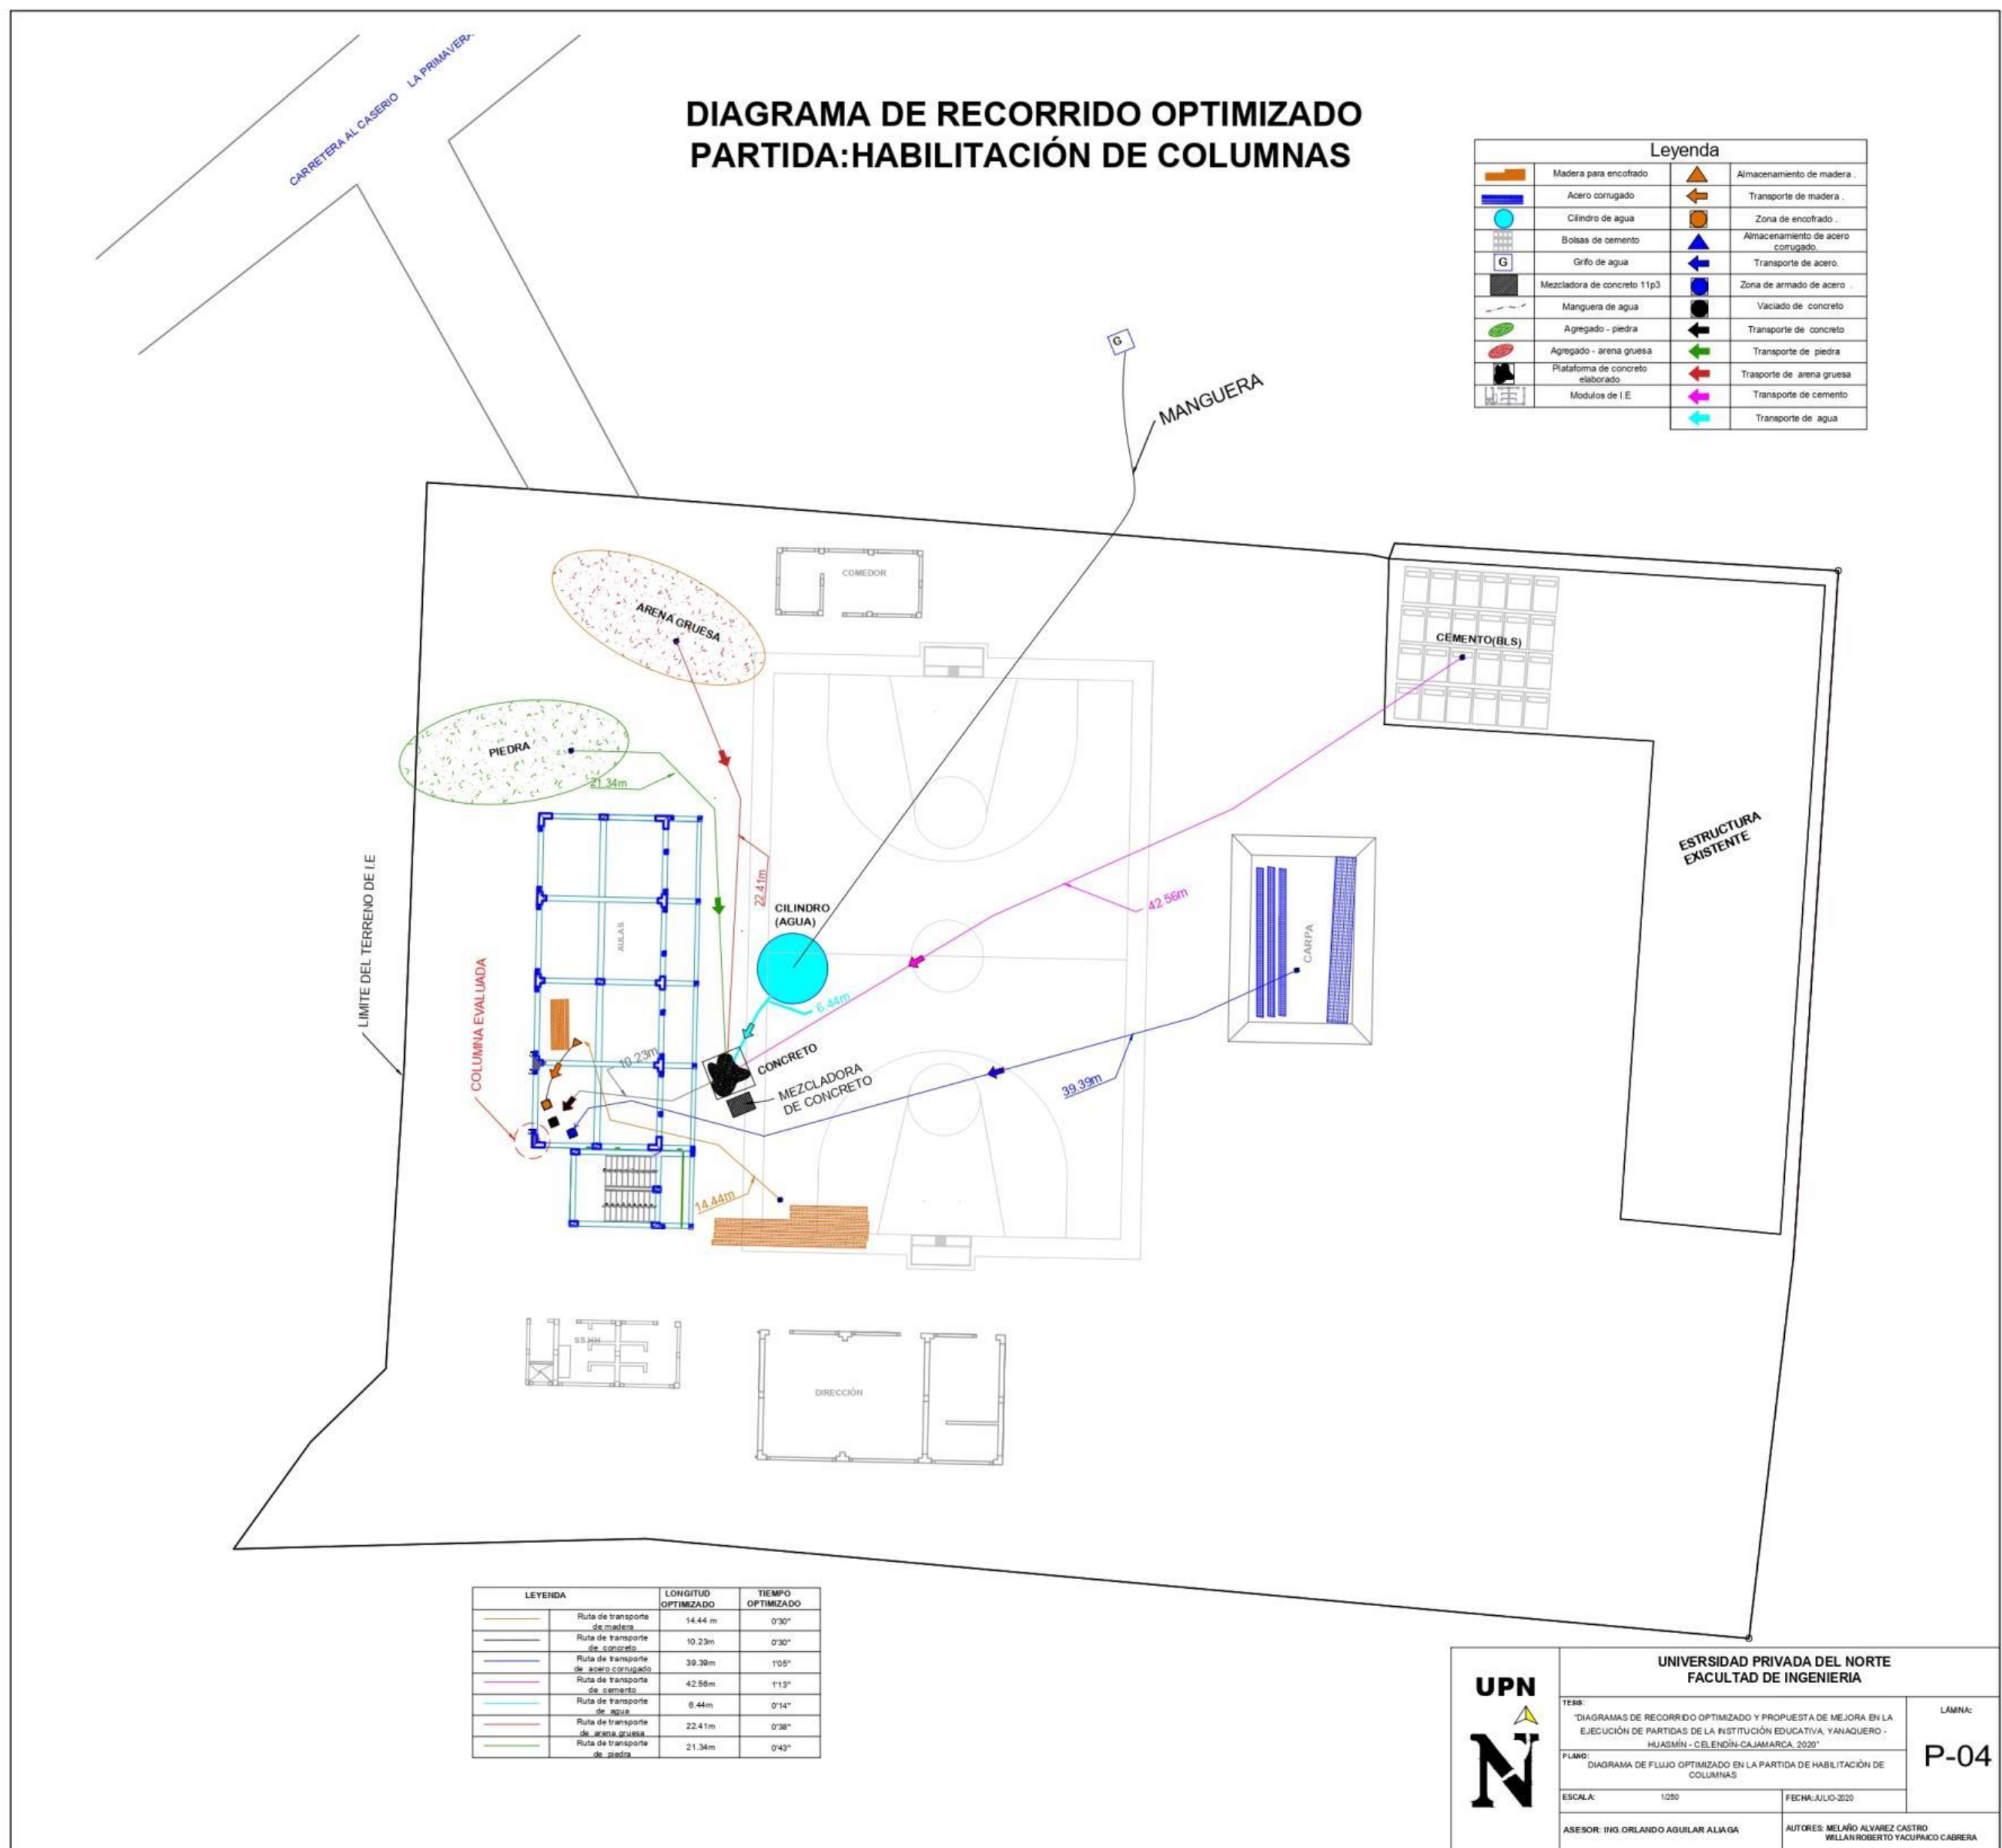 CARRETERA AL CASERIO LA PRIMAVERA
DIAGRAMA DE RECORRIDO OPTIMIZADO
PARTIDA:HABILITACIÓN DE COLUMNAS
Leyenda
Madera para encofrado
Almacenamiento de madera .
Acero corrugado
Transporte de madera .
Cilindro de agua
Zona de encofrado .
Bolsas de cemento
Almacenamiento de acero
corrugado.
G
Grifo de agua
Transporte de acero.
Mezcladora de concreto 11p3
Zona de armado de acero .
Manguera de agua
Vaciado de concreto
Agregado - piedra
Transporte de concreto
Agregado - arena gruesa
Transporte de piedra
Plataforma de concreto
elaborado
Trasporte de arena gruesa
Modulos de I.E
Transporte de cemento
Transporte de agua
G
MANGUERA
COMEDOR
ARENA GRUESA
CEMENTO(BLS)
PIEDRA
21.34m
ESTRUCTURA
EXISTENTE
22.41m
LIMITE DEL TERRENO DE I.E
CILINDRO
(AGUA)
42.56m
AULAS
CARPA
COLUMNA EVALUADA
6.44m
10.23m
CONCRETO
MEZCLADORA
DE CONCRETO
39.39m
14.44m
SS.HH
DIRECCIÓN
LEYENDA
LONGITUD
OPTIMIZADO
TIEMPO
OPTIMIZADO
Ruta de transporte
de madera
14.44 m
0'30"
Ruta de transporte
de concreto
10.23m
0'30"
Ruta de transporte
de acero corrugado
39.39m
1'05"
Ruta de transporte
de cemento
42.56m
1'13"
Ruta de transporte
de agua
6.44m
0'14"
Ruta de transporte
de arena gruesa
22.41m
0'38"
Ruta de transporte
de piedra
21.34m
0'43"
UPN
N
UNIVERSIDAD PRIVADA DEL NORTE
FACULTAD DE INGENIERIA
TESIS:
"DIAGRAMAS DE RECORRIDO OPTIMIZADO Y PROPUESTA DE MEJORA EN LA
EJECUCIÓN DE PARTIDAS DE LA INSTITUCIÓN EDUCATIVA, YANAQUERO -
HUASMÍN - CELENDÍN-CAJAMARCA, 2020"
LÁMINA:
P-04
PLANO:
DIAGRAMA DE FLUJO OPTIMIZADO EN LA PARTIDA DE HABILITACIÓN DE
COLUMNAS
ESCALA: 1/250
FECHA:JULIO-2020
ASESOR: ING.ORLANDO AGUILAR ALIAGA
AUTORES: MELAÑO ALVAREZ CASTRO
WILLAN ROBERTO YACUPAICO CABRERA